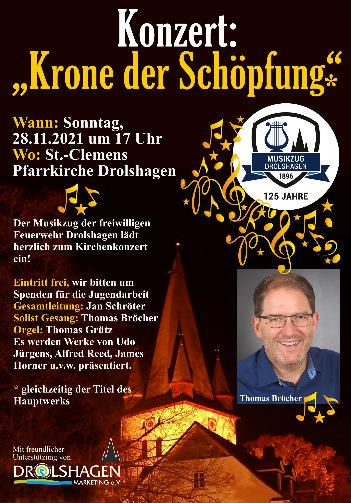 Konzert:
„Krone der Schöpfung“*
Wann: Sonntag,
28.11.2021 um 17 Uhr
Wo: St.-Clemens
Pfarrkirche Drolshagen
MUSIKZUG
DROLSHAGEN
1896
125 JAHRE
Der Musikzug der freiwilligen
Feuerwehr Drolshagen lädt
herzlich zum Kirchenkonzert
ein!
Eintritt frei, wir bitten um
Spenden für die Jugendarbeit
Gesamtleitung: Jan Schröter
Solist Gesang: Thomas Bröcher
Orgel: Thomas Grütz
Es werden Werke von Udo
Jürgens, Alfred Reed, James
Horner u.v.w. präsentiert.
* gleichzeitig der Titel des
Hauptwerks
Thomas Bröcher
Mit freundlicher
Unterstützung von
DROLSHAGEN
MARKETING e.V.